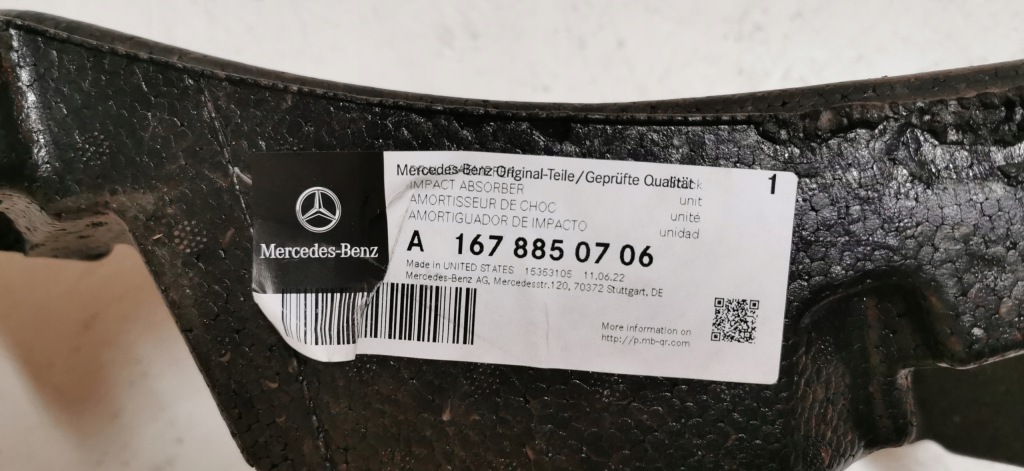 Mercedes-Benz Original-Teile/Geprüfte Qualität
1
IMPACT ABSORBER unit
AMORTISSEUR DE CHOC unité
AMORTIGUADOR DE IMPACTO unidad
Mercedes-Benz
A 167 885 07 06
Made in UNITED STATES 15353105 11.06.22
Mercedes-Benz AG, Mercedesstr.120, 70372 Stuttgart, DE
More information on
http://p.mb-qr.com